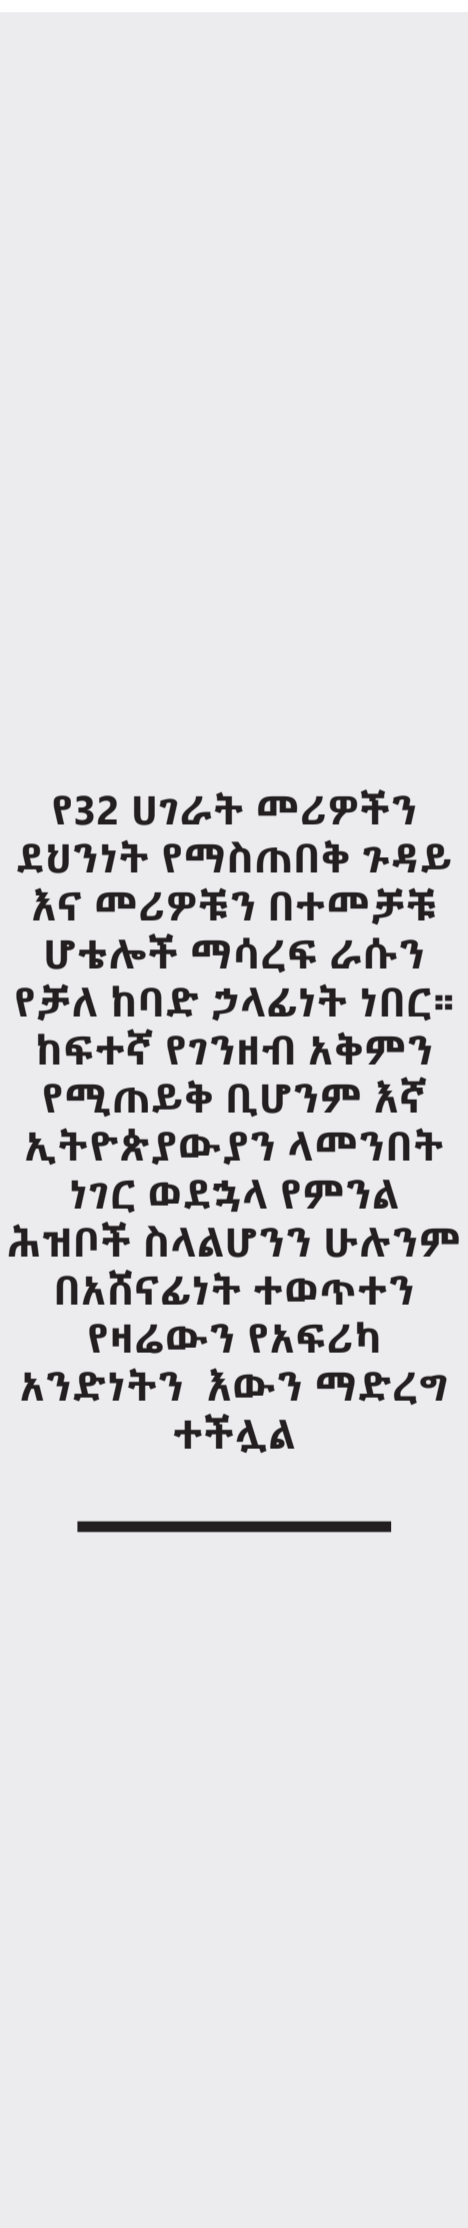 የ32 ሀገራት መሪዎችን
ደህንነት የማስጠበቅ ጉዳይ
እና መሪዎቹን በተመቻቹ
ሆቴሎች ማሳረፍ ራሱን
የቻለ ከባድ ኃላፊነት ነበር፡፡
ከፍተኛ የገንዘብ አቅምን
የሚጠይቅ ቢሆንም እኛ
ኢትዮጵያውያን ላመንበት
ነገር ወደኋላ የምንል
ሕዝቦች ስላልሆንን ሁሉንም
በአሸናፊነት ተወጥተን
የዛሬውን የአፍሪካ
አንድነትን  እውን ማድረግ
ተችሏል